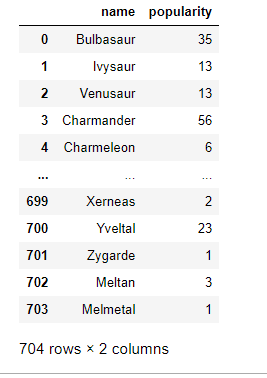 name popularity
0 Bulbasaur 35
1 Ivysaur 13
2 Venusaur 13
3 Charmander 56
4 Charmeleon 6
... ... ...
699 Xerneas 2
700 Yveltal 23
701 Zygarde 1
702 Meltan 3
703 Melmetal 1
704 rows × 2 columns